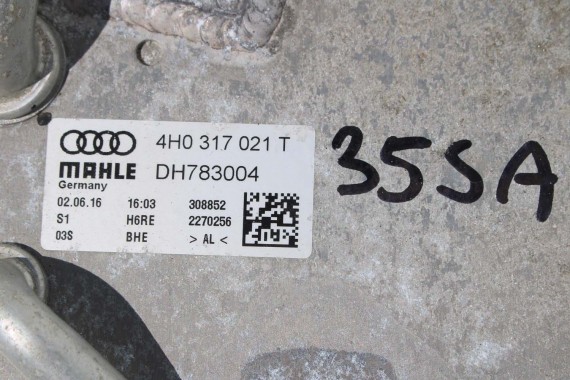 4H0 317 021 T
MAHLE DH783004
Germany
02.06.16 16:03 308852
S1 H6RE 2270256
03S BHE > AL <
35SA